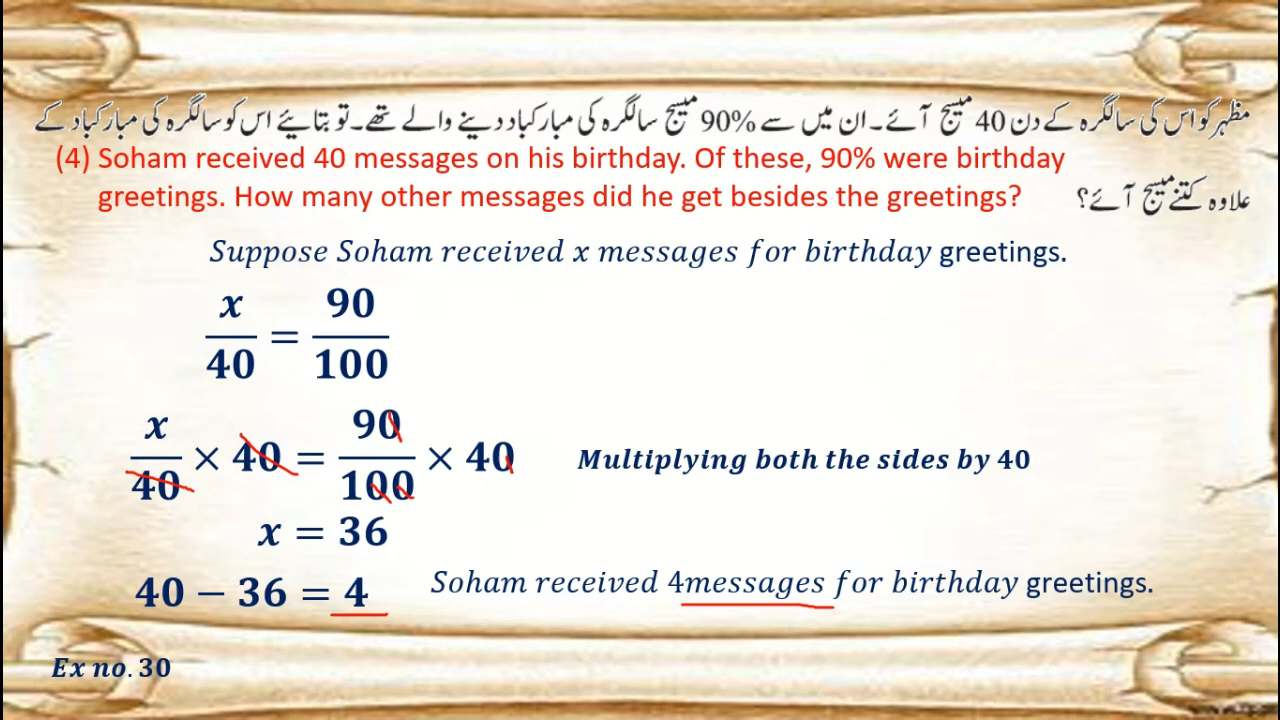 مظہر کو اس کی سالگرہ کے دن 40 میسج آئے۔ ان میں سے %90 میسج سالگرہ کی مبارکباد دینے والے تھے۔ تو بتائیے اس کو سالگرہ کی مبارکباد کے
علاوہ کتنے میسج آئے؟
(4) Soham received 40 messages on his birthday. Of these, 90% were birthday
greetings. How many other messages did he get besides the greetings?
Suppose Soham received x messages for birthday greetings.
x/40 = 90/100
x/40 × 40 = 90/100 × 40 Multiplying both the sides by 40
x = 36
40 − 36 = 4 Soham received 4messages for birthday greetings.
Ex no. 30